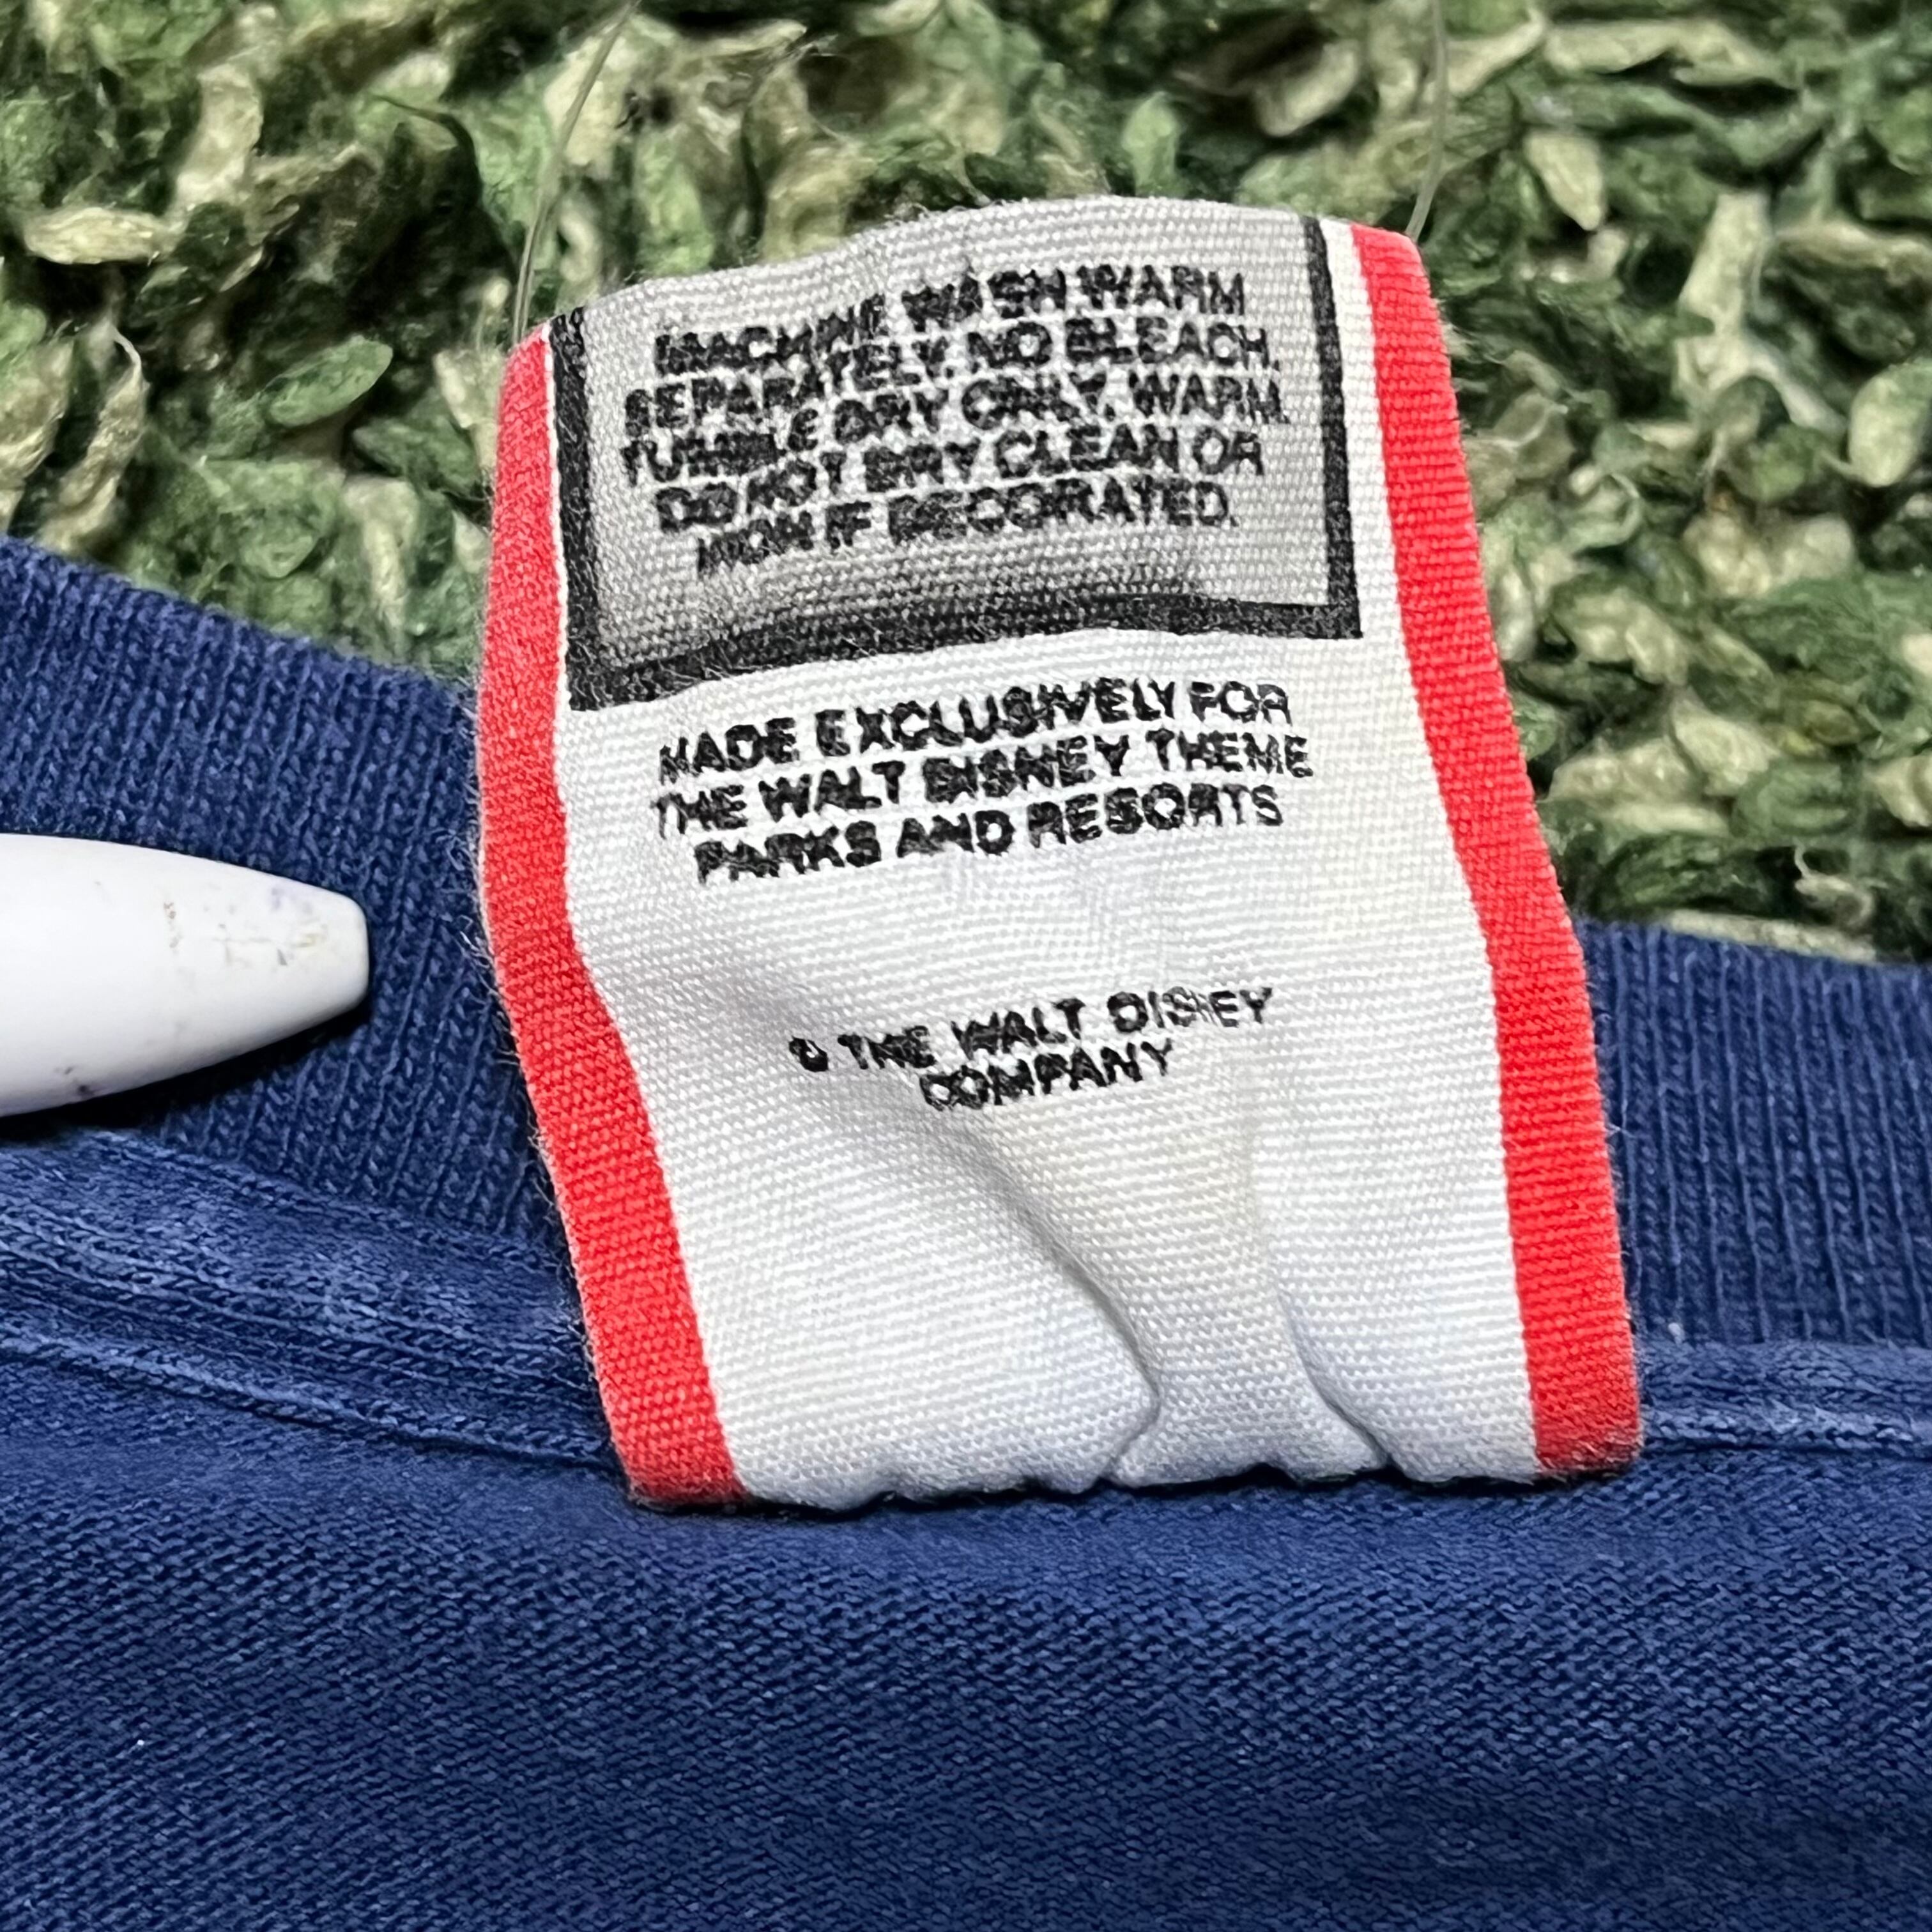 MACHINE WASH WARM
SEPARATELY. NO BLEACH.
TUMBLE DRY ONLY, WARM.
DO NOT DRY CLEAN OR
IRON IF DECORATED.
MADE EXCLUSIVELY FOR
THE WALT DISNEY THEME
PARKS AND RESORTS
© THE WALT DISNEY
COMPANY